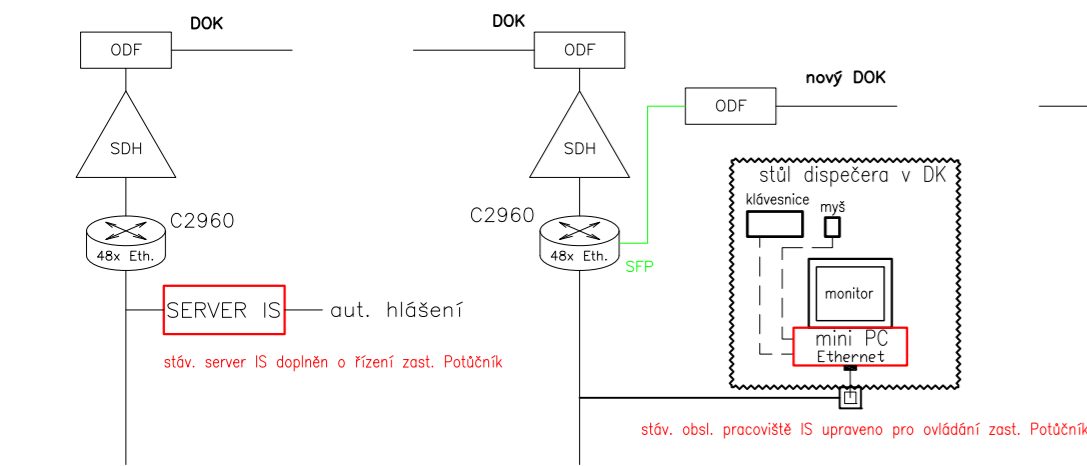 DOK
ODF
SDH
C2960
48x Eth.
SERVER IS
aut. hlášení
stáv. server IS doplněn o řízení zast. Potůčník
DOK
ODF
SDH
C2960
48x Eth.
SFP
nový DOK
ODF
stůl dispečera v DK
klávesnice
myš
monitor
mini PC
Ethernet
stáv. obsl. pracoviště IS upraveno pro ovládání zast. Potůčník